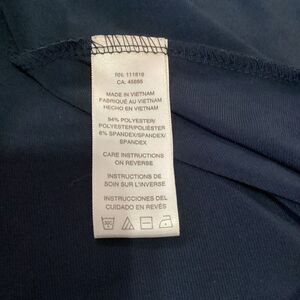 RN: 111818
CA: 45885
MADE IN VIETNAM
FABRIQUÉ AU VIETNAM
HECHO EN VIETNAM
94% POLYESTER/
POLYESTER/POLIÉSTER
6% SPANDEX/SPANDEX/
SPANDEX
CARE INSTRUCTIONS
ON REVERSE
INSTRUCTIONS DE
SOIN SUR L'INVERSE
INSTRUCCIONES DEL
CUIDADO EN REVÉS